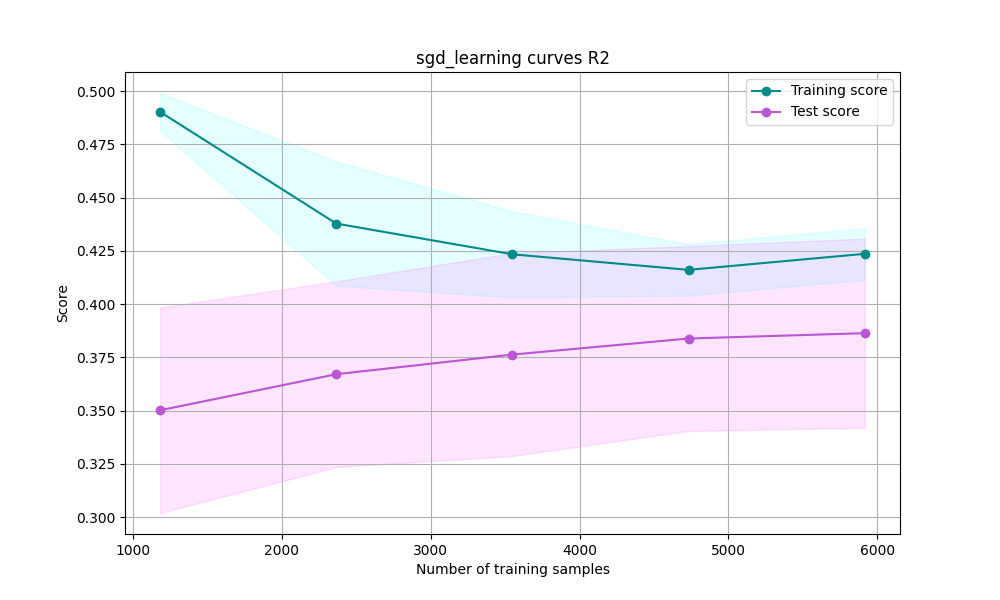 sgd_learning curves R2
Training score
Test score
0.500
0.475
0.450
0.425
0.400
0.375
0.350
0.325
0.300
Score
1000 2000 3000 4000 5000 6000
Number of training samples